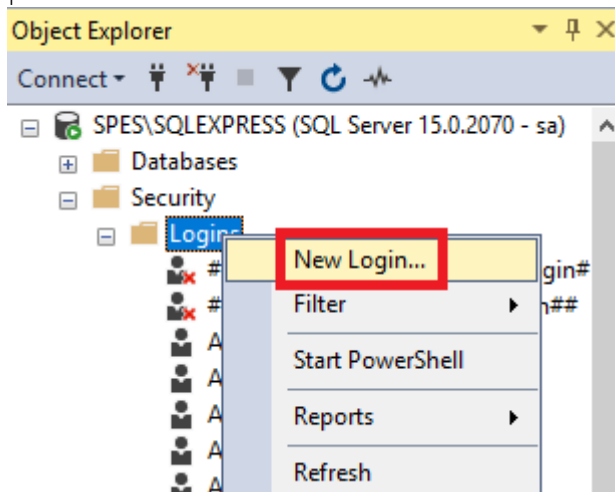 Object Explorer
Connect
SPES\SQLEXPRESS (SQL Server 15.0.2070 - sa)
Databases
Security
Logins
New Login...
# gin#
Filter
# n##
A
Start PowerShell
A
A
Reports
A
Refresh
A